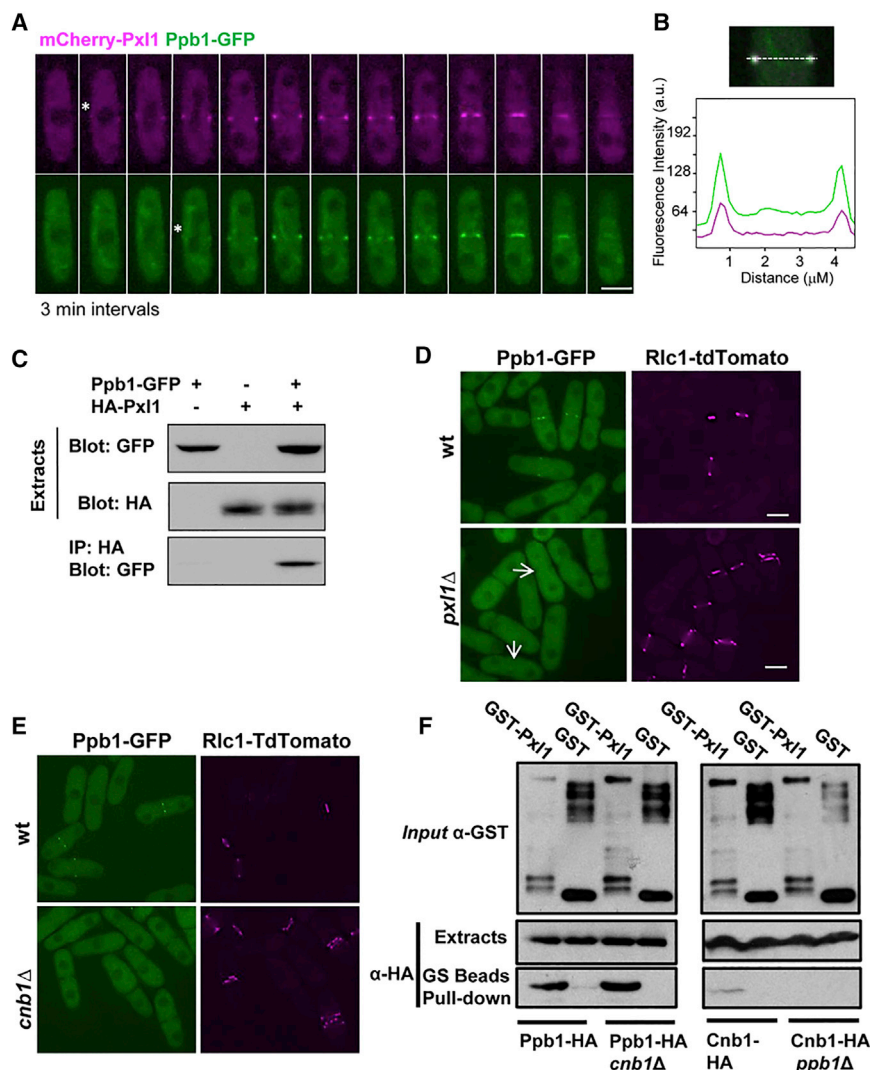 A
mCherry-Pxl1 Ppb1-GFP
*
*
3 min intervals
B
Fluorescence Intensity (a.u.)
192
128
64
1 2 3 4
Distance (μM)
C
Ppb1-GFP + - +
HA-Pxl1 - + +
Extracts
Blot: GFP
Blot: HA
IP: HA
Blot: GFP
D
Ppb1-GFP Rlc1-tdTomato
wt
pxl1Δ
E
Ppb1-GFP Rlc1-TdTomato
wt
cnb1Δ
F
GST-Pxl1 GST GST-Pxl1 GST GST-Pxl1 GST GST-Pxl1 GST
Input α-GST
α-HA
Extracts
GS Beads
Pull-down
Ppb1-HA
Ppb1-HA
cnb1Δ
Cnb1-
HA
Cnb1-HA
ppb1Δ